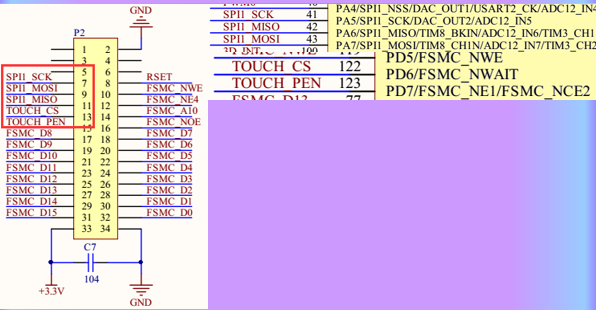 GND
P2
1 2
3 4
5 6
SPI1_SCK 7 8 RSET
SPI1_MOSI 9 10 FSMC_NWE
SPI1_MISO 11 12 FSMC_NE4
TOUCH_CS 13 14 FSMC_A10
TOUCH_PEN 15 16 FSMC_NOE
FSMC_D8 17 18 FSMC_D7
FSMC_D9 19 20 FSMC_D6
FSMC_D10 21 22 FSMC_D5
FSMC_D11 23 24 FSMC_D4
FSMC_D12 25 26 FSMC_D3
FSMC_D13 27 28 FSMC_D2
FSMC_D14 29 30 FSMC_D1
FSMC_D15 31 32 FSMC_D0
33 34
C7
104
+3.3V
GND
PA4/SPI1_NSS/DAC_OUT1/USART2_CK/ADC12_IN4
SPI1_SCK 41 PA5/SPI1_SCK/DAC_OUT2/ADC12_IN5
SPI1_MISO 42 PA6/SPI1_MISO/TIM8_BKIN/ADC12_IN6/TIM3_CH1
SPI1_MOSI 43 PA7/SPI1_MOSI/TIM8_CH1N/ADC12_IN7/TIM3_CH2
PD5/FSMC_NWE
TOUCH_CS 122 PD6/FSMC_NWAIT
TOUCH_PEN 123 PD7/FSMC_NE1/FSMC_NCE2
FSMC_D13 77